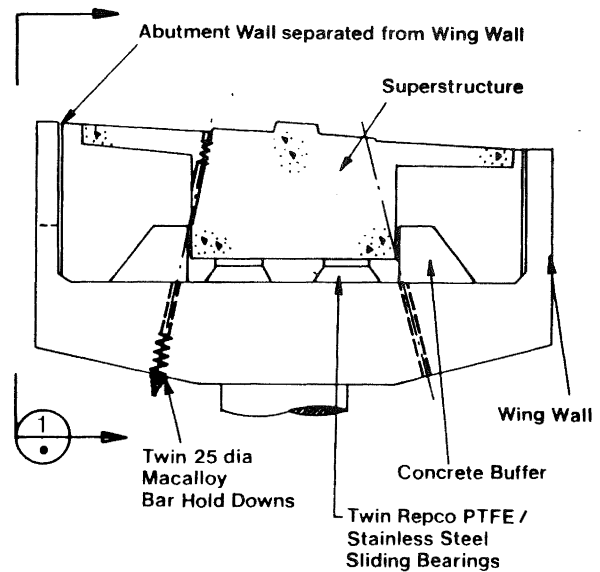 Abutment Wall separated from Wing Wall
Superstructure
1
Wing Wall
Concrete Buffer
Twin 25 dia
Macalloy
Bar Hold Downs
Twin Repco PTFE /
Stainless Steel
Sliding Bearings